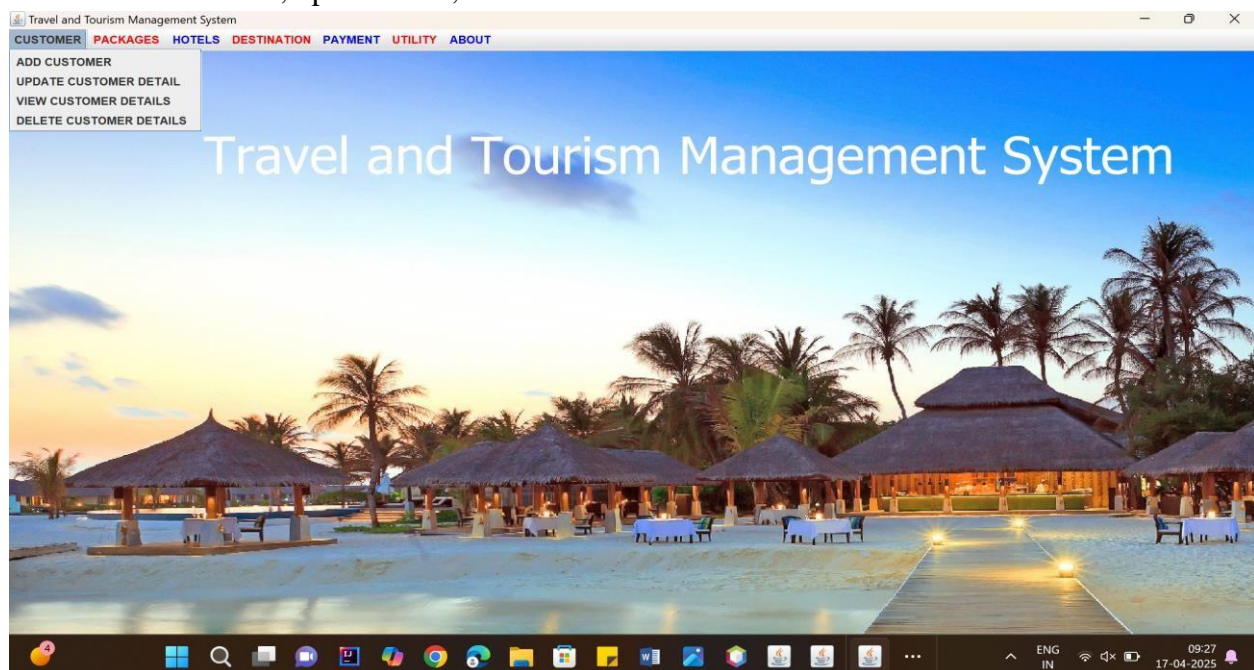 Travel and Tourism Management System
CUSTOMER PACKAGES HOTELS DESTINATION PAYMENT UTILITY ABOUT
ADD CUSTOMER
UPDATE CUSTOMER DETAIL
VIEW CUSTOMER DETAILS
DELETE CUSTOMER DETAILS
Travel and Tourism Management System
4
ENG 09:27
IN 17-04-2025